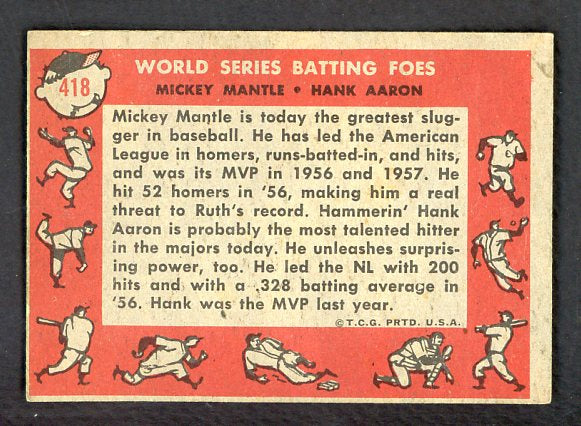 418
WORLD SERIES BATTING FOES
MICKEY MANTLE • HANK AARON
Mickey Mantle is today the greatest slug-
ger in baseball. He has led the American
League in homers, runs-batted-in, and hits,
and was its MVP in 1956 and 1957. He
hit 52 homers in '56, making him a real
threat to Ruth's record. Hammerin' Hank
Aaron is probably the most talented hitter
in the majors today. He unleashes surpris-
ing power, too. He led the NL with 200
hits and with a .328 batting average in
'56. Hank was the MVP last year.
© T.C.G. PRTD. U.S.A.